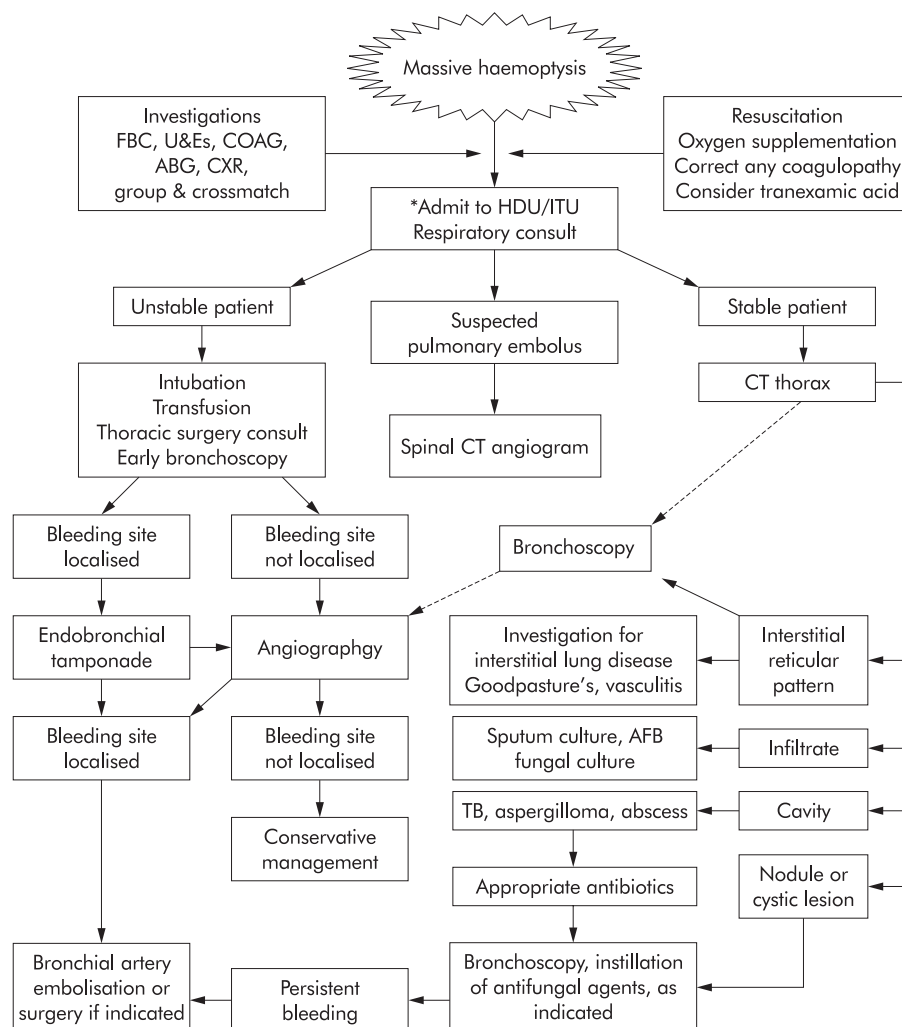 Massive haemoptysis
Investigations
FBC, U&Es, COAG,
ABG, CXR,
group & crossmatch
Resuscitation
Oxygen supplementation
Correct any coagulopathy
Consider tranexamic acid
*Admit to HDU/ITU
Respiratory consult
Unstable patient
Suspected
pulmonary embolus
Stable patient
Intubation
Transfusion
Thoracic surgery consult
Early bronchoscopy
Spinal CT angiogram
CT thorax
Bleeding site
localised
Bleeding site
not localised
Bronchoscopy
Endobronchial
tamponade
Angiographgy
Investigation for
interstitial lung disease
Goodpasture's, vasculitis
Interstitial
reticular
pattern
Bleeding site
localised
Bleeding site
not localised
Sputum culture, AFB
fungal culture
Infiltrate
Conservative
management
TB, aspergilloma, abscess
Cavity
Appropriate antibiotics
Nodule or
cystic lesion
Bronchial artery
embolisation or
surgery if indicated
Persistent
bleeding
Bronchoscopy, instillation
of antifungal agents, as
indicated